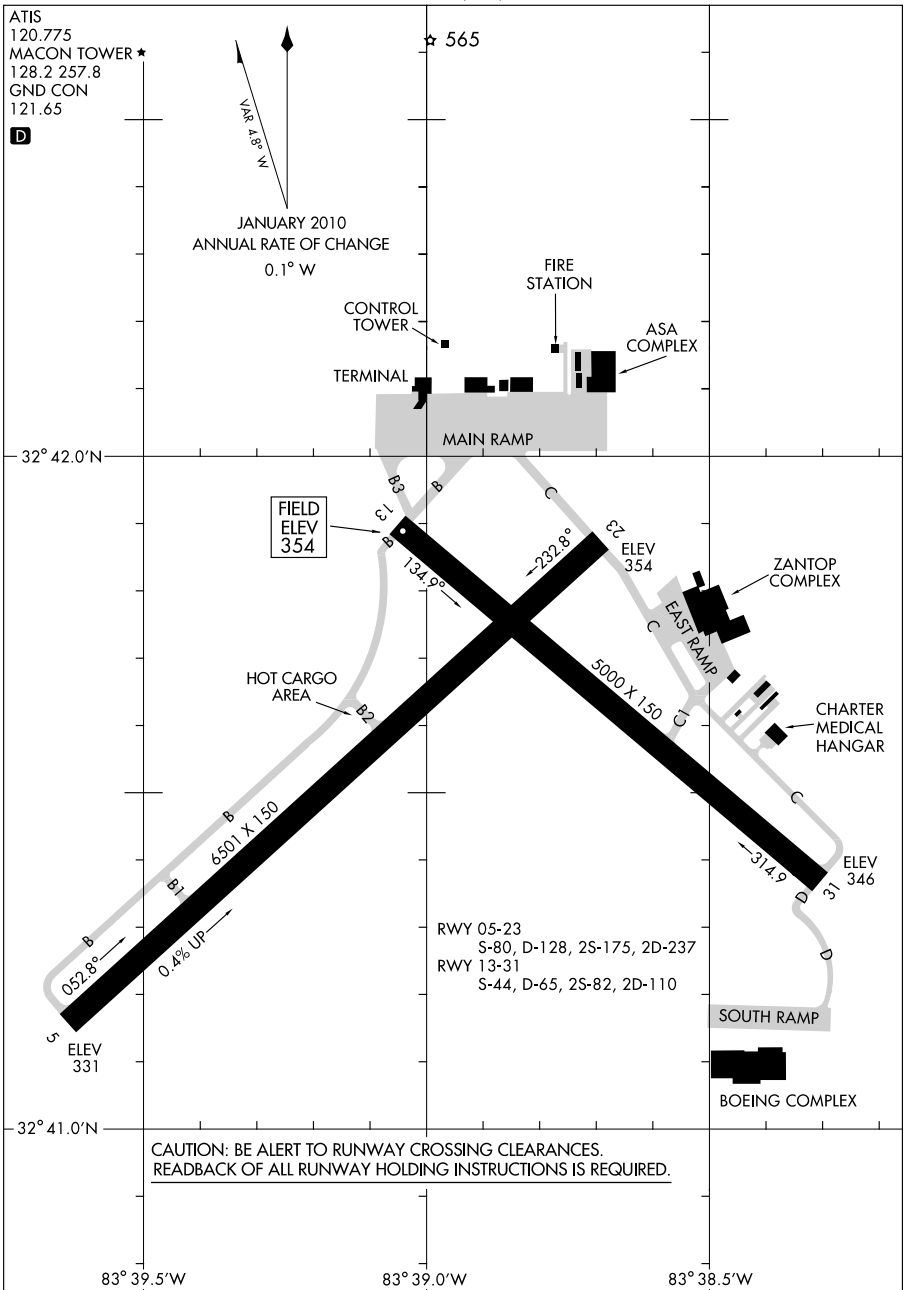 ATIS
120.775
MACON TOWER
128.2 257.8
GND CON
121.65
D
565
VAR 4.8° W
JANUARY 2010
ANNUAL RATE OF CHANGE
0.1° W
FIRE
STATION
CONTROL
TOWER
ASA
COMPLEX
TERMINAL
MAIN RAMP
32° 42.0'N
B3
B
C
FIELD
ELEV
354
13
B
134.9°
232.8°
23
ELEV
354
ZANTOP
COMPLEX
EAST RAMP
C
HOT CARGO
AREA
B2
5000 X 150
C1
CHARTER
MEDICAL
HANGAR
C
B
6501 X 150
314.9
ELEV
346
31
D
B1
B
052.8°
0.4% UP
RWY 05-23
S-80, D-128, 2S-175, 2D-237
RWY 13-31
S-44, D-65, 2S-82, 2D-110
D
SOUTH RAMP
5
ELEV
331
BOEING COMPLEX
32° 41.0'N
CAUTION: BE ALERT TO RUNWAY CROSSING CLEARANCES.
READBACK OF ALL RUNWAY HOLDING INSTRUCTIONS IS REQUIRED.
83° 39.5'W
83° 39.0'W
83° 38.5'W